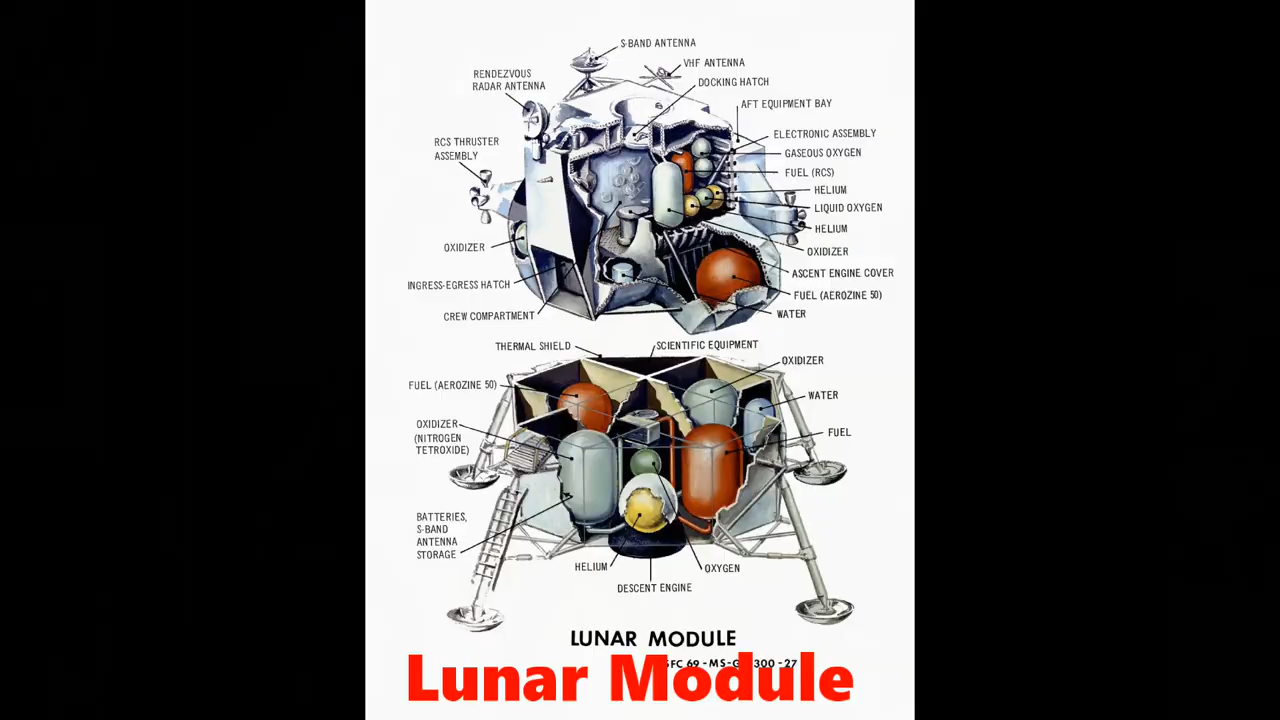 S-BAND ANTENNA
VHF ANTENNA
RENDEZVOUS
RADAR ANTENNA
DOCKING HATCH
AFT EQUIPMENT BAY
ELECTRONIC ASSEMBLY
RCS THRUSTER
ASSEMBLY
GASEOUS OXYGEN
FUEL (RCS)
HELIUM
LIQUID OXYGEN
HELIUM
OXIDIZER
OXIDIZER
ASCENT ENGINE COVER
INGRESS-EGRESS HATCH
FUEL (AEROZINE 50)
CREW COMPARTMENT
WATER
THERMAL SHIELD
SCIENTIFIC EQUIPMENT
OXIDIZER
FUEL (AEROZINE 50)
WATER
OXIDIZER
(NITROGEN
TETROXIDE)
FUEL
BATTERIES,
S-BAND
ANTENNA
STORAGE
HELIUM
OXYGEN
DESCENT ENGINE
LUNAR MODULE
Lunar Module